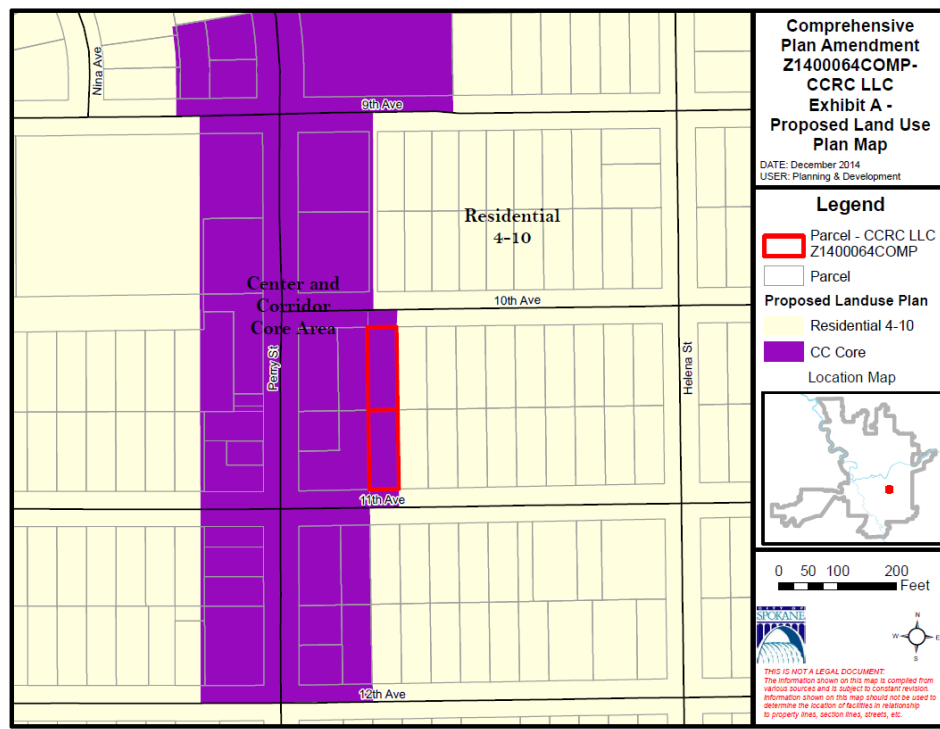 Nina Ave
9th Ave
Residential
4-10
Center and
Corridor
Core Area
10th Ave
Perry St
Helena St
11th Ave
12th Ave
Comprehensive
Plan Amendment
Z1400064COMP-
CCRC LLC
Exhibit A -
Proposed Land Use
Plan Map
DATE: December 2014
USER: Planning & Development
Legend
Parcel - CCRC LLC
Z1400064COMP
Parcel
Proposed Landuse Plan
Residential 4-10
CC Core
Location Map
0 50 100 200
Feet
CITY OF
SPOKANE
N
W E
S
THIS IS NOT A LEGAL DOCUMENT:
The information shown on this map is compiled from
various sources and is subject to constant revision.
Information shown on this map should not be used to
determine the location of facilities in relationship
to property lines, section lines, streets, etc.